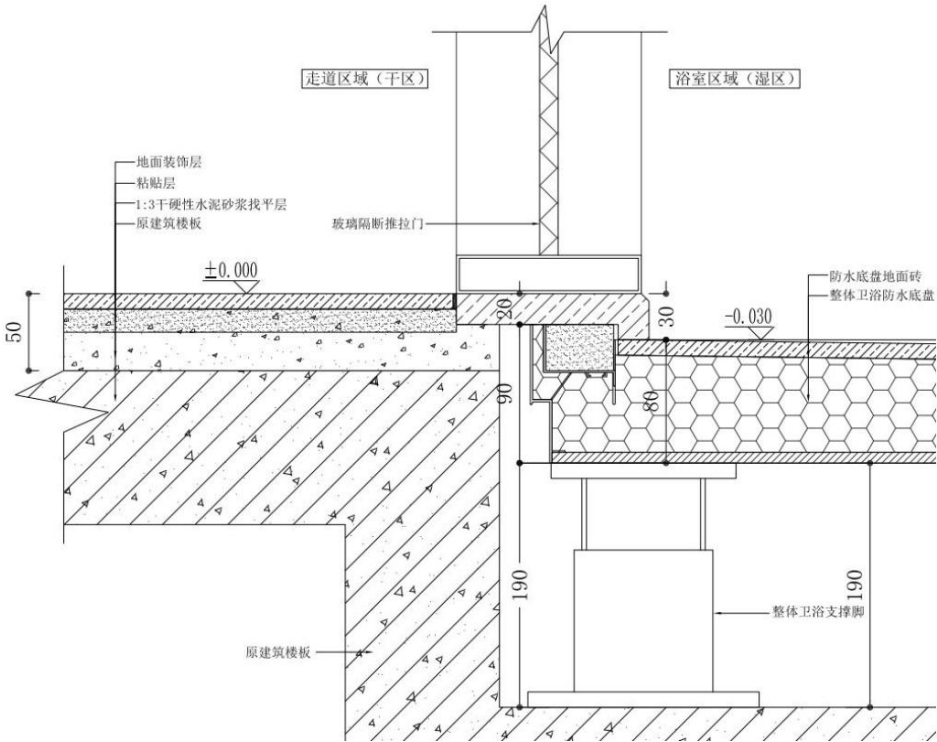 走道区域（干区）
浴室区域（湿区）
地面装饰层
粘贴层
1:3干硬性水泥砂浆找平层
原建筑楼板
玻璃隔断推拉门
防水底盘地面砖
整体卫浴防水底盘
±0.000
-0.030
50
20
30
90
80
190
190
整体卫浴支撑脚
原建筑楼板